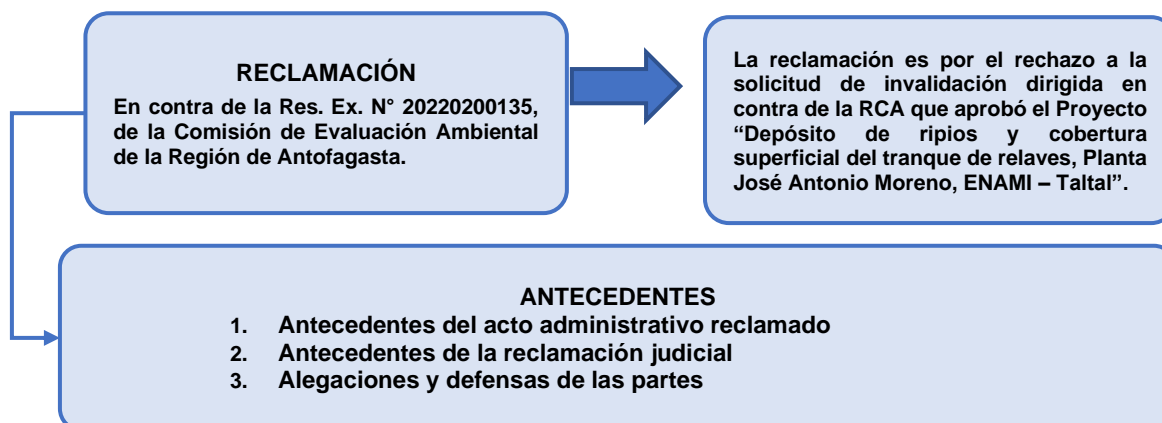 RECLAMACIÓN
En contra de la Res. Ex. N° 20220200135,
de la Comisión de Evaluación Ambiental
de la Región de Antofagasta.
La reclamación es por el rechazo a la
solicitud de invalidación dirigida en
contra de la RCA que aprobó el Proyecto
“Depósito de ripios y cobertura
superficial del tranque de relaves, Planta
José Antonio Moreno, ENAMI – Taltal”.
ANTECEDENTES
1. Antecedentes del acto administrativo reclamado
2. Antecedentes de la reclamación judicial
3. Alegaciones y defensas de las partes